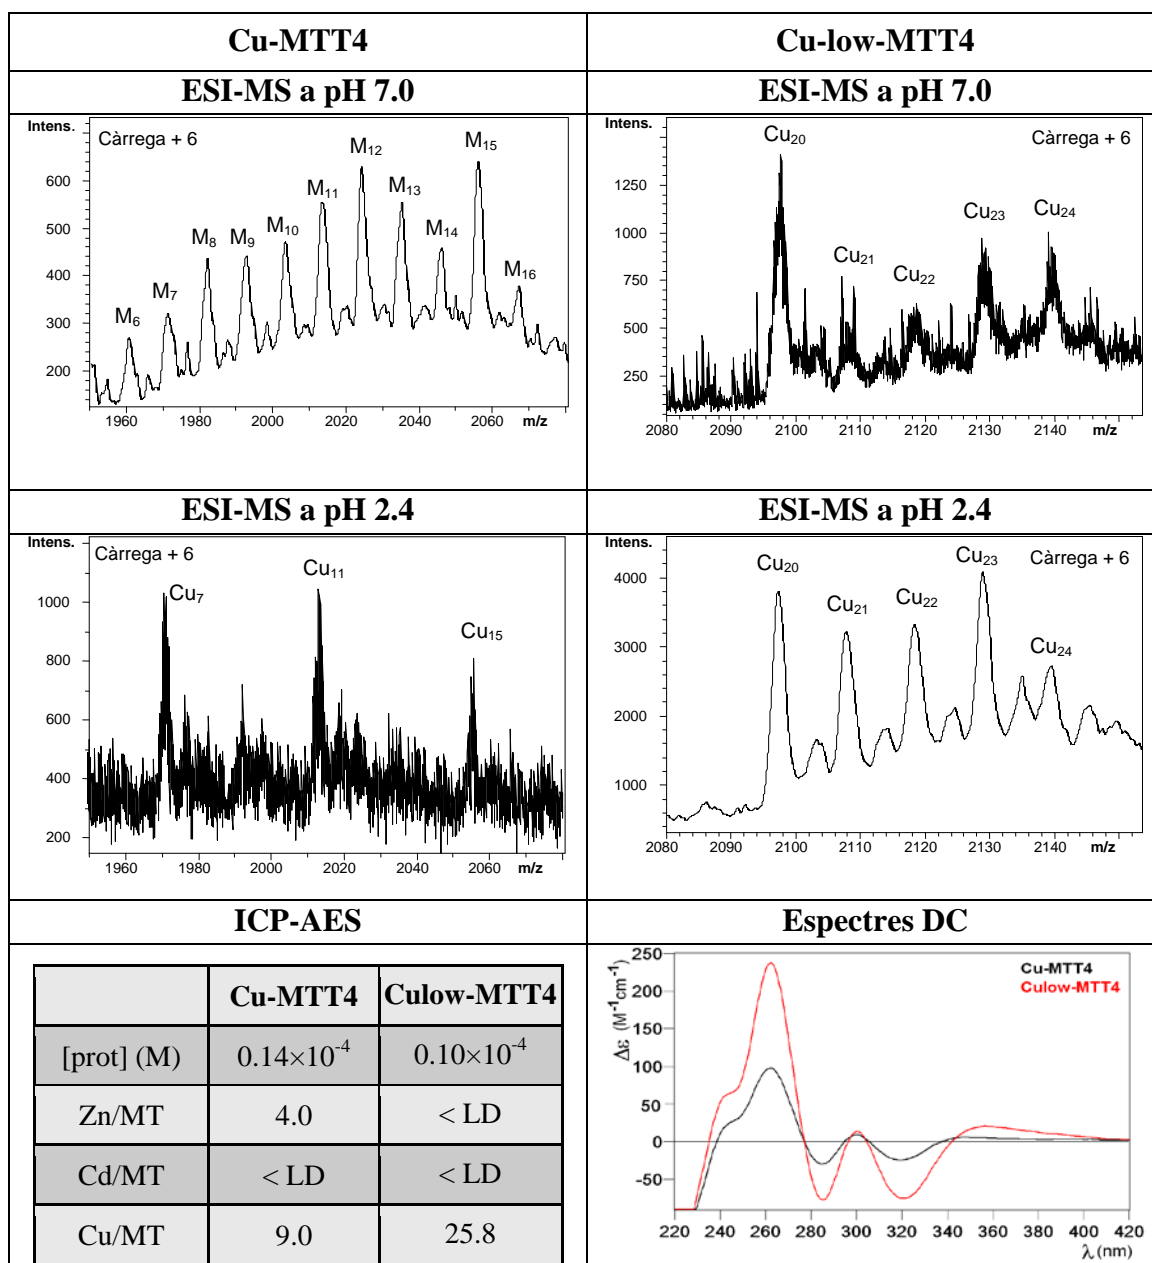 Cu-MTT4
Cu-low-MTT4
ESI-MS a pH 7.0
ESI-MS a pH 7.0
Intens.
Càrrega + 6
M6
M7
M8
M9
M10
M11
M12
M13
M14
M15
M16
600
500
400
300
200
1960 1980 2000 2020 2040 2060 m/z
Intens.
Càrrega + 6
Cu20
Cu21
Cu22
Cu23
Cu24
1250
1000
750
500
250
2080 2090 2100 2110 2120 2130 2140 m/z
ESI-MS a pH 2.4
ESI-MS a pH 2.4
Intens.
Càrrega + 6
Cu7
Cu11
Cu15
1000
800
600
400
200
1960 1980 2000 2020 2040 2060 m/z
Intens.
Càrrega + 6
Cu20
Cu21
Cu22
Cu23
Cu24
4000
3000
2000
1000
2080 2090 2100 2110 2120 2130 2140 m/z
ICP-AES
Espectres DC
Cu-MTT4 Culow-MTT4
[prot] (M) 0.14×10-4 0.10×10-4
Zn/MT 4.0 < LD
Cd/MT < LD < LD
Cu/MT 9.0 25.8
Δε (M-1cm-1)
250
200
150
100
50
0
-50
Cu-MTT4
Culow-MTT4
220 240 260 280 300 320 340 360 380 400 420
λ(nm)